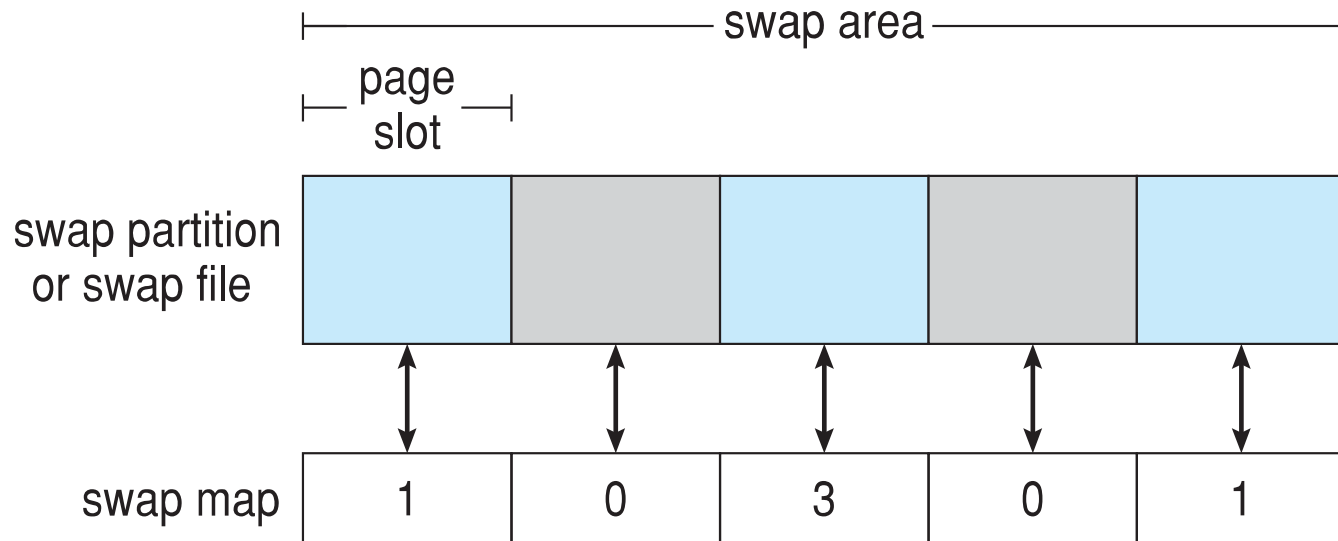 swap area
page
slot
swap partition
or swap file
swap map 1 0 3 0 1